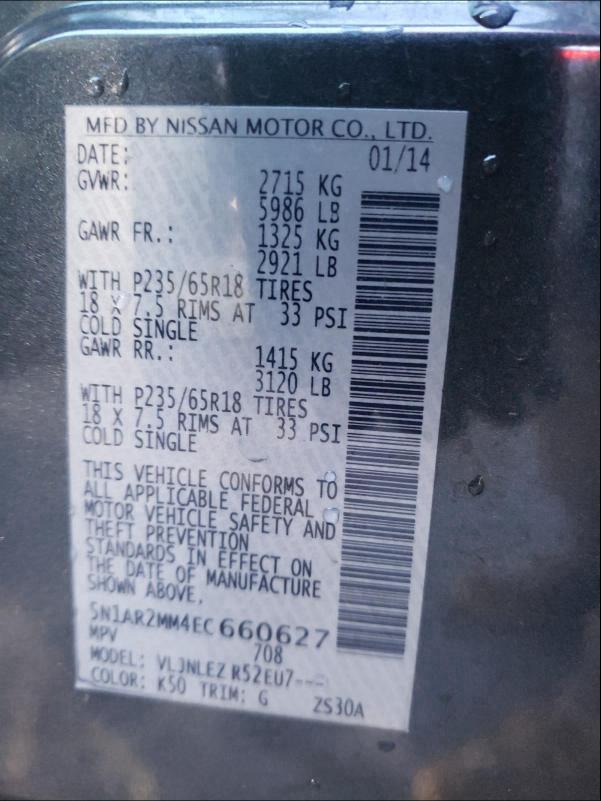 MFD BY NISSAN MOTOR CO., LTD.
DATE: 01/14
GVWR: 2715 KG
5986 LB
GAWR FR.: 1325 KG
2921 LB
WITH P235/65R18 TIRES
18 X 7.5 RIMS AT 33 PSI
COLD SINGLE
GAWR RR.: 1415 KG
3120 LB
WITH P235/65R18 TIRES
18 X 7.5 RIMS AT 33 PSI
COLD SINGLE
THIS VEHICLE CONFORMS TO
ALL APPLICABLE FEDERAL
MOTOR VEHICLE SAFETY AND
THEFT PREVENTION
STANDARDS IN EFFECT ON
THE DATE OF MANUFACTURE
SHOWN ABOVE.
5N1AR2MM4EC660627
MPV 708
MODEL: VL3NLEZ R52EU7---
COLOR: K50 TRIM: G ZS30A